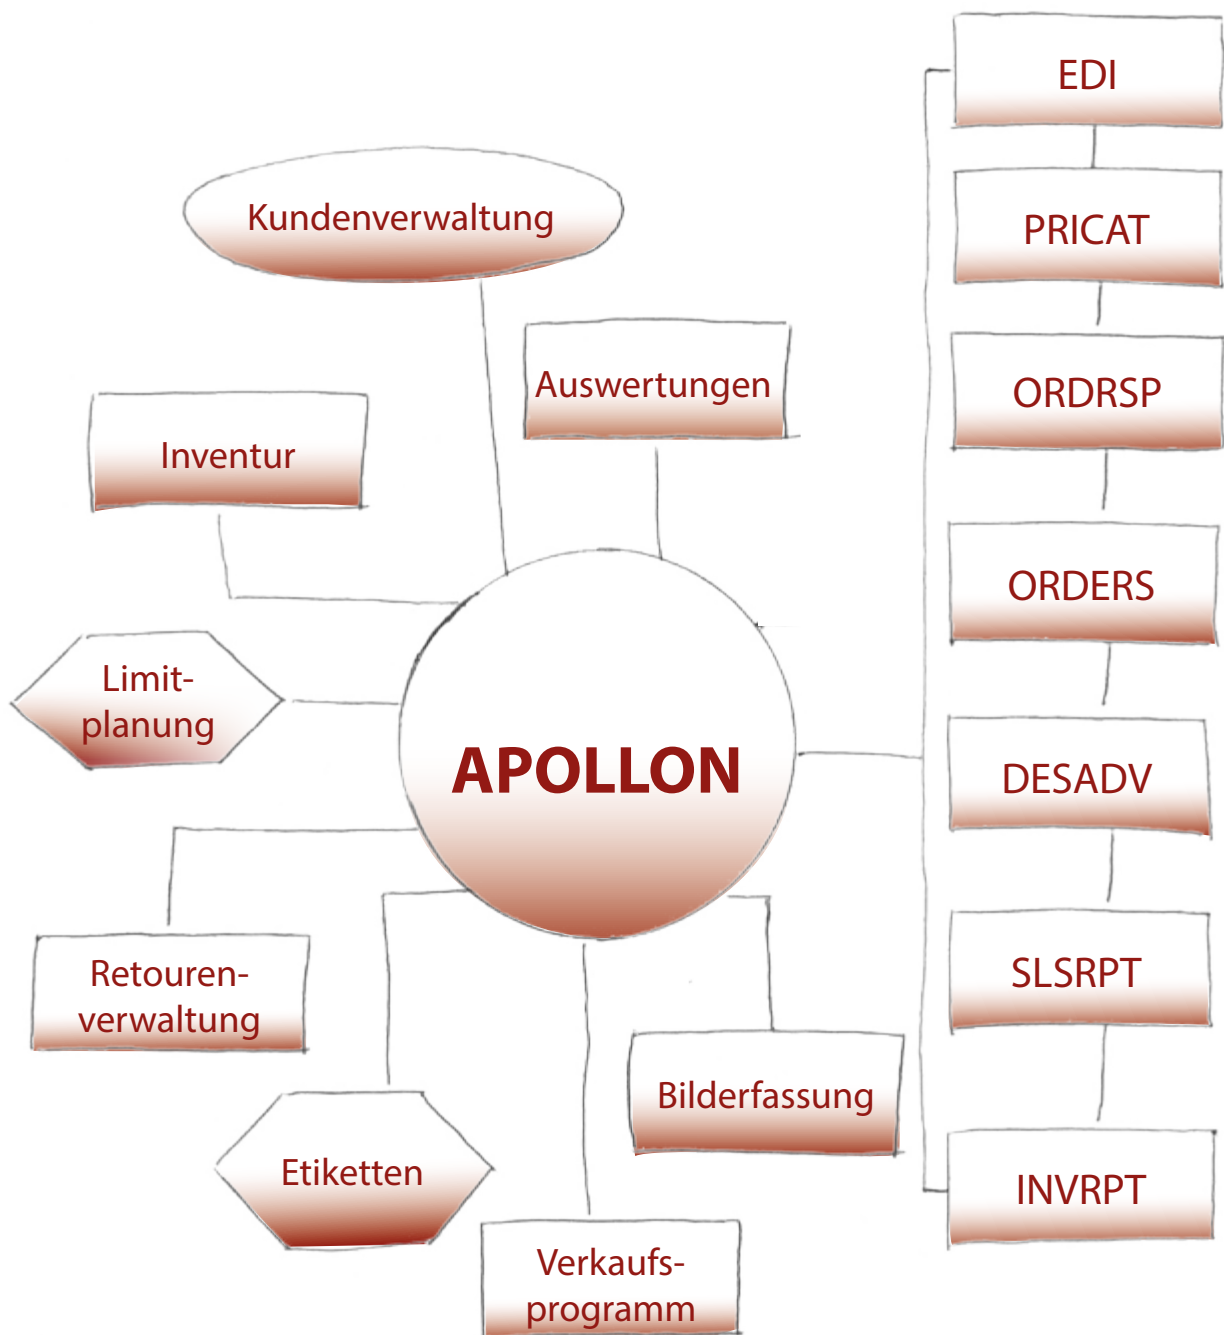 EDI
Kundenverwaltung
PRICAT
Auswertungen
ORDRSP
Inventur
ORDERS
Limit-
planung
APOLLON
DESADV
Retouren-
verwaltung
SLSRPT
Bilderfassung
Etiketten
INVRPT
Verkaufs-
programm